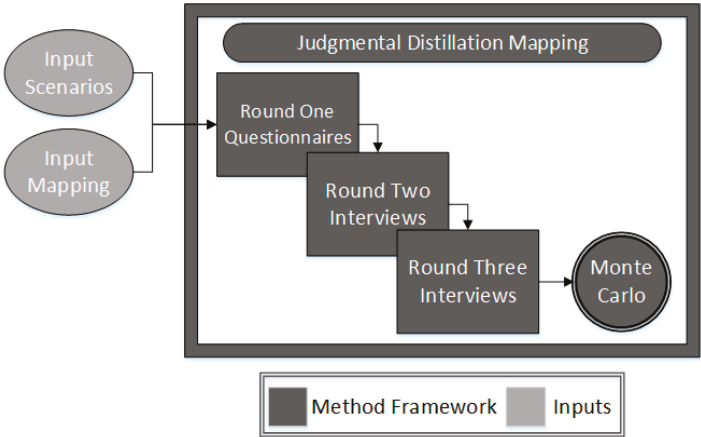 Judgmental Distillation Mapping
Input
Scenarios
Input
Mapping
Round One
Questionnaires
Round Two
Interviews
Round Three
Interviews
Monte
Carlo
Method Framework
Inputs